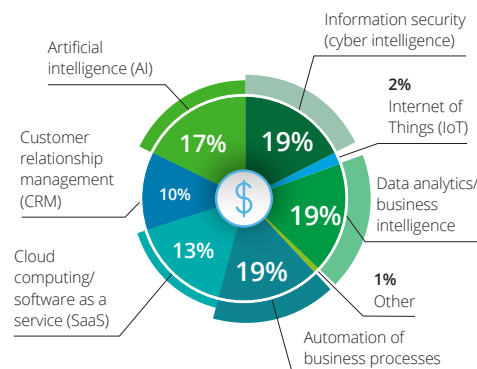 Information security
(cyber intelligence)
Artificial
intelligence (AI)
2%
Internet of
Things (IoT)
17%
19%
Customer
relationship
management
(CRM)
10%
$
19%
Data analytics/
business
intelligence
13%
19%
Cloud
computing/
software as a
service (SaaS)
1%
Other
Automation of
business processes